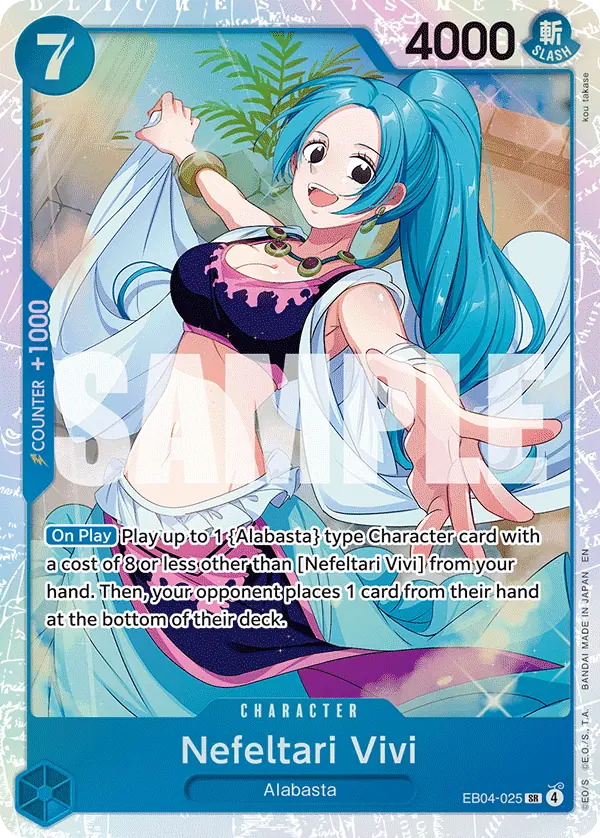 7
4000
斬
SLASH
kou takase
COUNTER +1000
SAMPLE
On Play Play up to 1 {Alabasta} type Character card with
a cost of 8 or less other than [Nefeltari Vivi] from your
hand. Then, your opponent places 1 card from their hand
at the bottom of their deck.
CHARACTER
Nefeltari Vivi
Alabasta
EB04-025 SR 4
©EO/S ©E.O./S., T.A. BANDAI MADE IN JAPAN EN